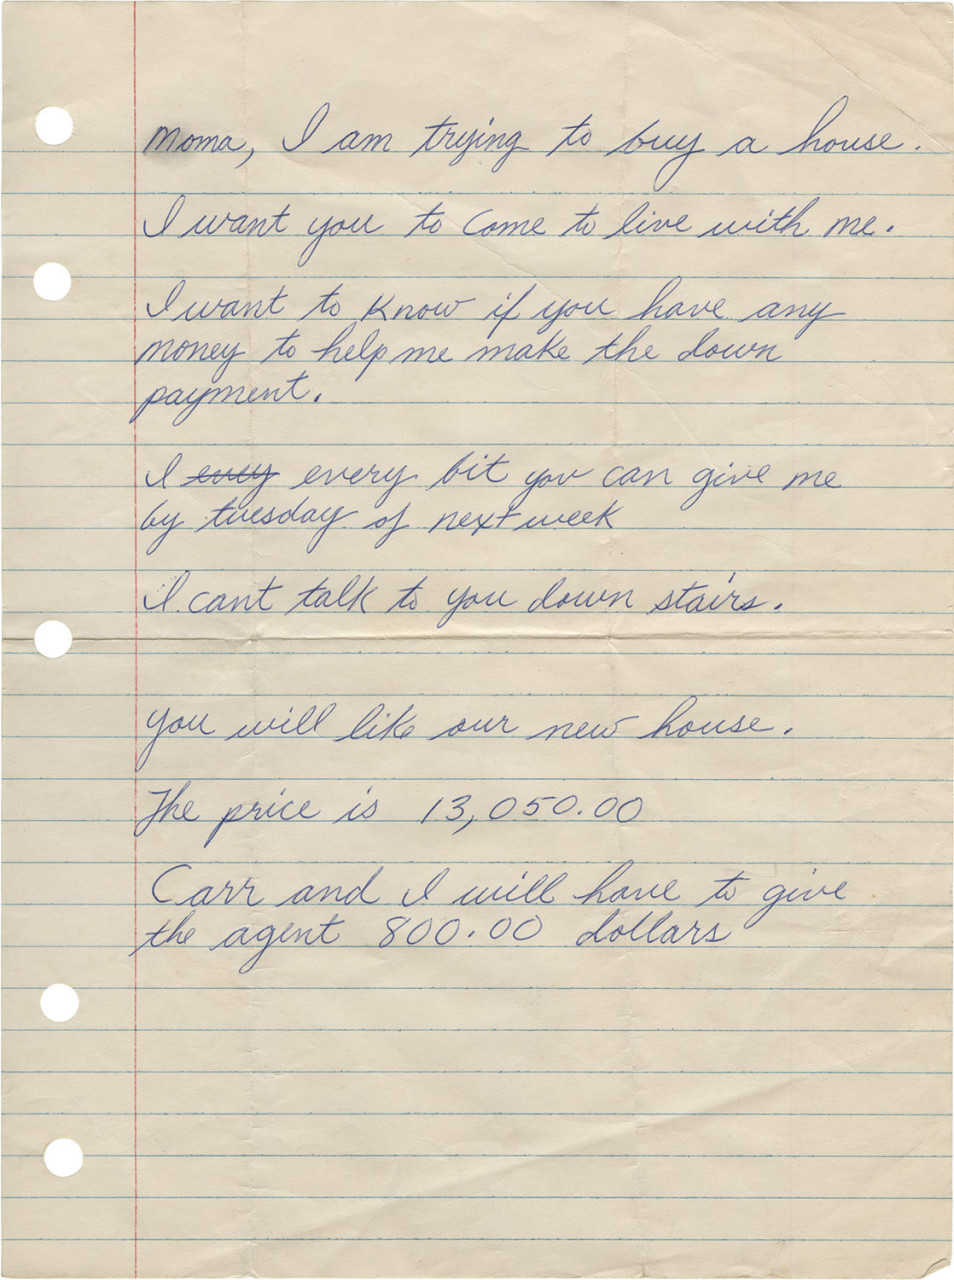 Moma, I am trying to buy a house.
I want you to come to live with me.
I want to know if you have any
money to help me make the down
payment.
I evey every bit you can give me
by tuesday of next week
I cant talk to you down stairs.
you will like our new house.
The price is 13,050.00
Carr and I will have to give
the agent 800.00 dollars